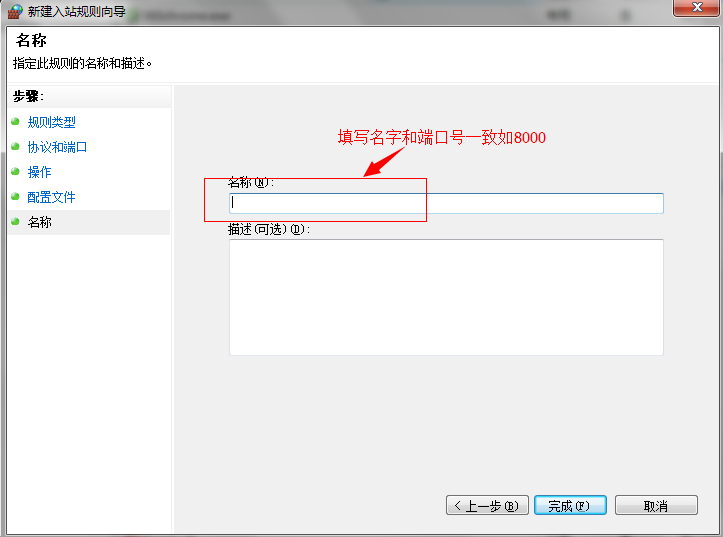 新建入站规则向导
名称
指定此规则的名称和描述。
步骤:
规则类型
协议和端口
操作
配置文件
名称
填写名字和端口号一致如8000
名称(N):
描述(可选)(D):
< 上一步(B)
完成(F)
取消